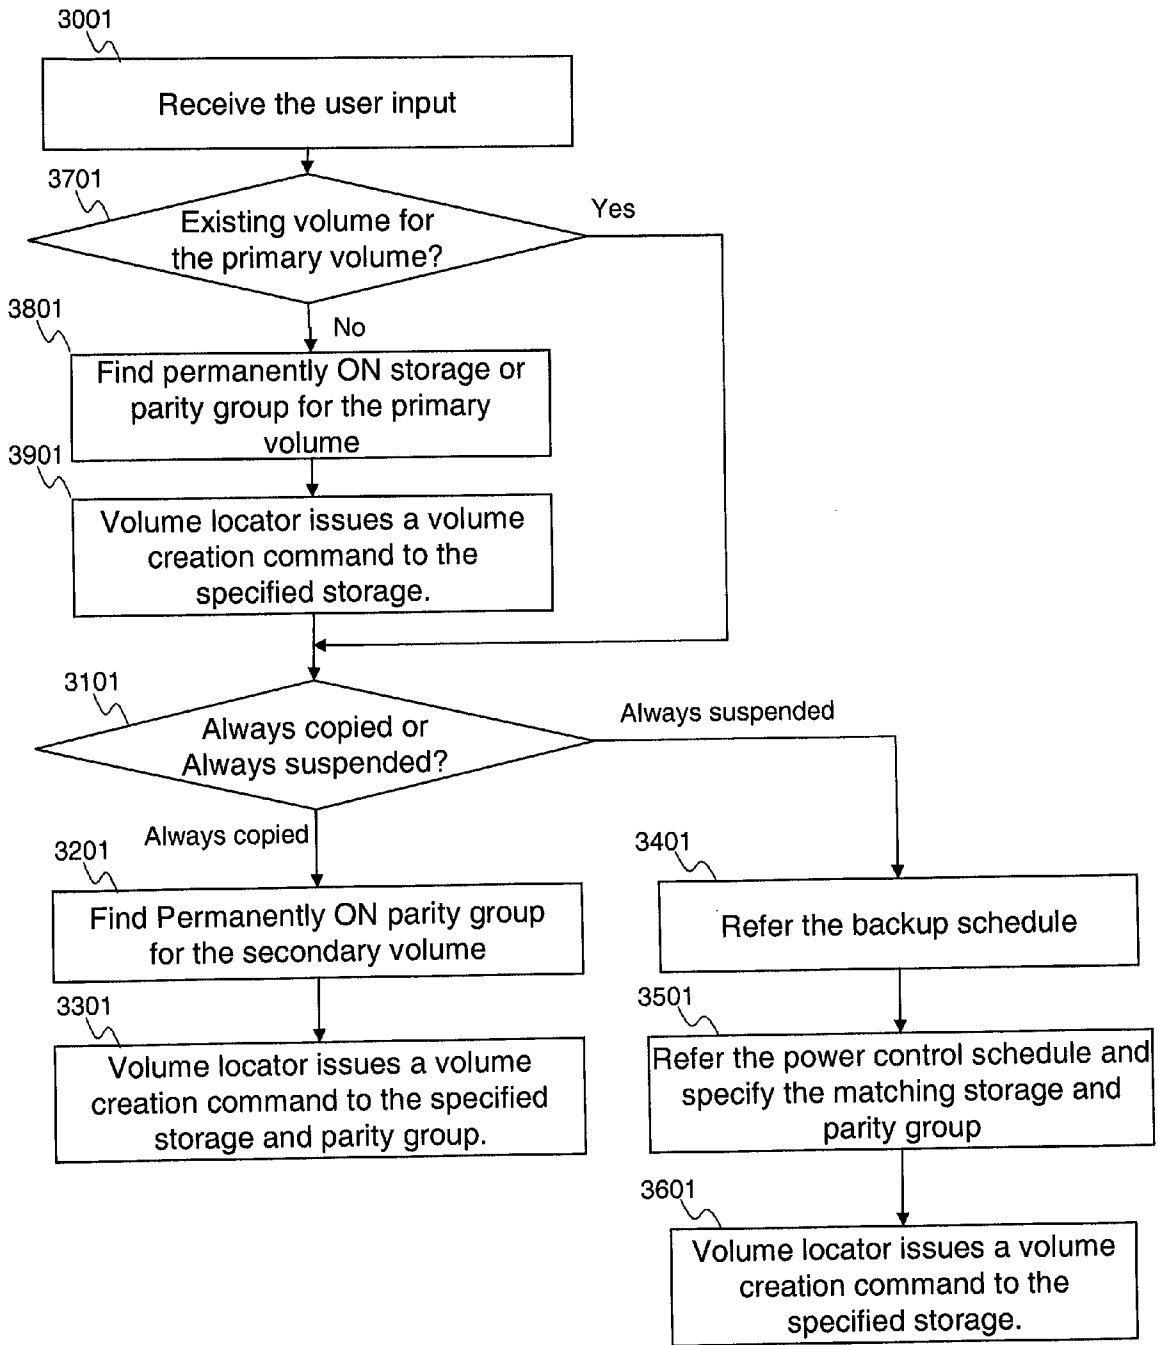 3001
Receive the user input
3701
Existing volume for
the primary volume?
Yes
No
3801
Find permanently ON storage or
parity group for the primary
volume
3901
Volume locator issues a volume
creation command to the
specified storage.
3101
Always copied or
Always suspended?
Always suspended
Always copied
3201
Find Permanently ON parity group
for the secondary volume
3301
Volume locator issues a volume
creation command to the specified
storage and parity group.
3401
Refer the backup schedule
3501
Refer the power control schedule and
specify the matching storage and
parity group
3601
Volume locator issues a volume
creation command to the
specified storage.